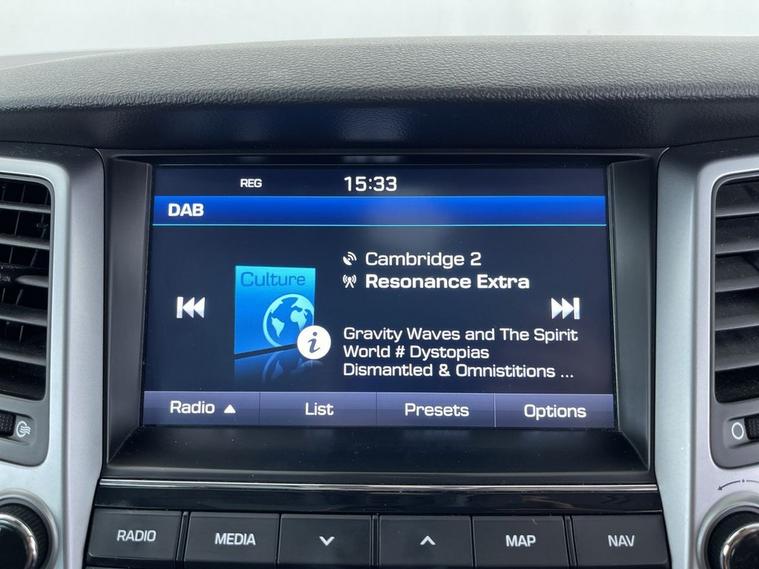 REG 15:33
DAB
Culture
Cambridge 2
Resonance Extra
i
Gravity Waves and The Spirit
World # Dystopias
Dismantled & Omnistitions ...
Radio List Presets Options
RADIO MEDIA MAP NAV